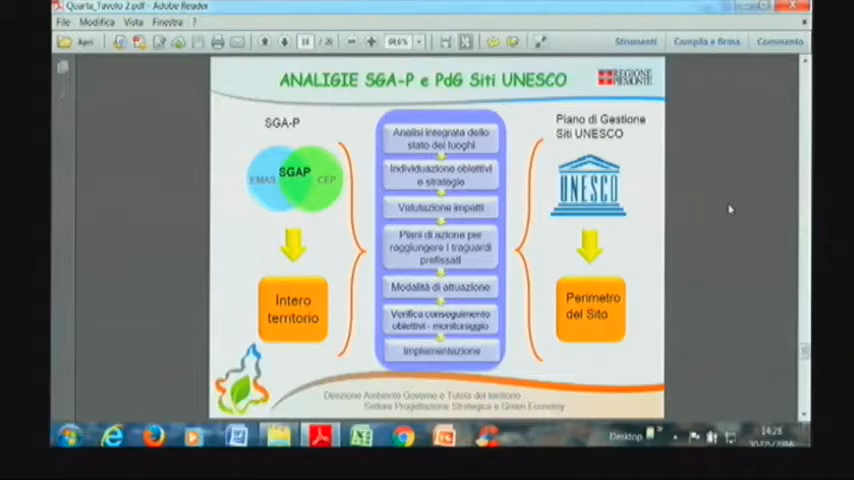 Quarta_Tavolo 2.pdf - Adobe Reader
File Modifica Vista Finestra ?
Apri
Strumenti
Compila e firma
Commento
ANALIGIE SGA-P e PdG Siti UNESCO
REGIONE
PIEMONTE
SGA-P
EMAS
SGAP
CEP
Intero
territorio
Analisi integrata dello
stato dei luoghi
Individuazione obiettivi
e strategie
Valutazione impatti
Piani di azione per
raggiungere i traguardi
prefissati
Modalità di attuazione
Verifica conseguimento
obiettivi - monitoraggio
Implementazione
Piano di Gestione
Siti UNESCO
UNESCO
Perimetro
del Sito
Direzione Ambiente Governo e Tutela del territorio
Settore Progettazione Strategica e Green Economy
Desktop
14:28